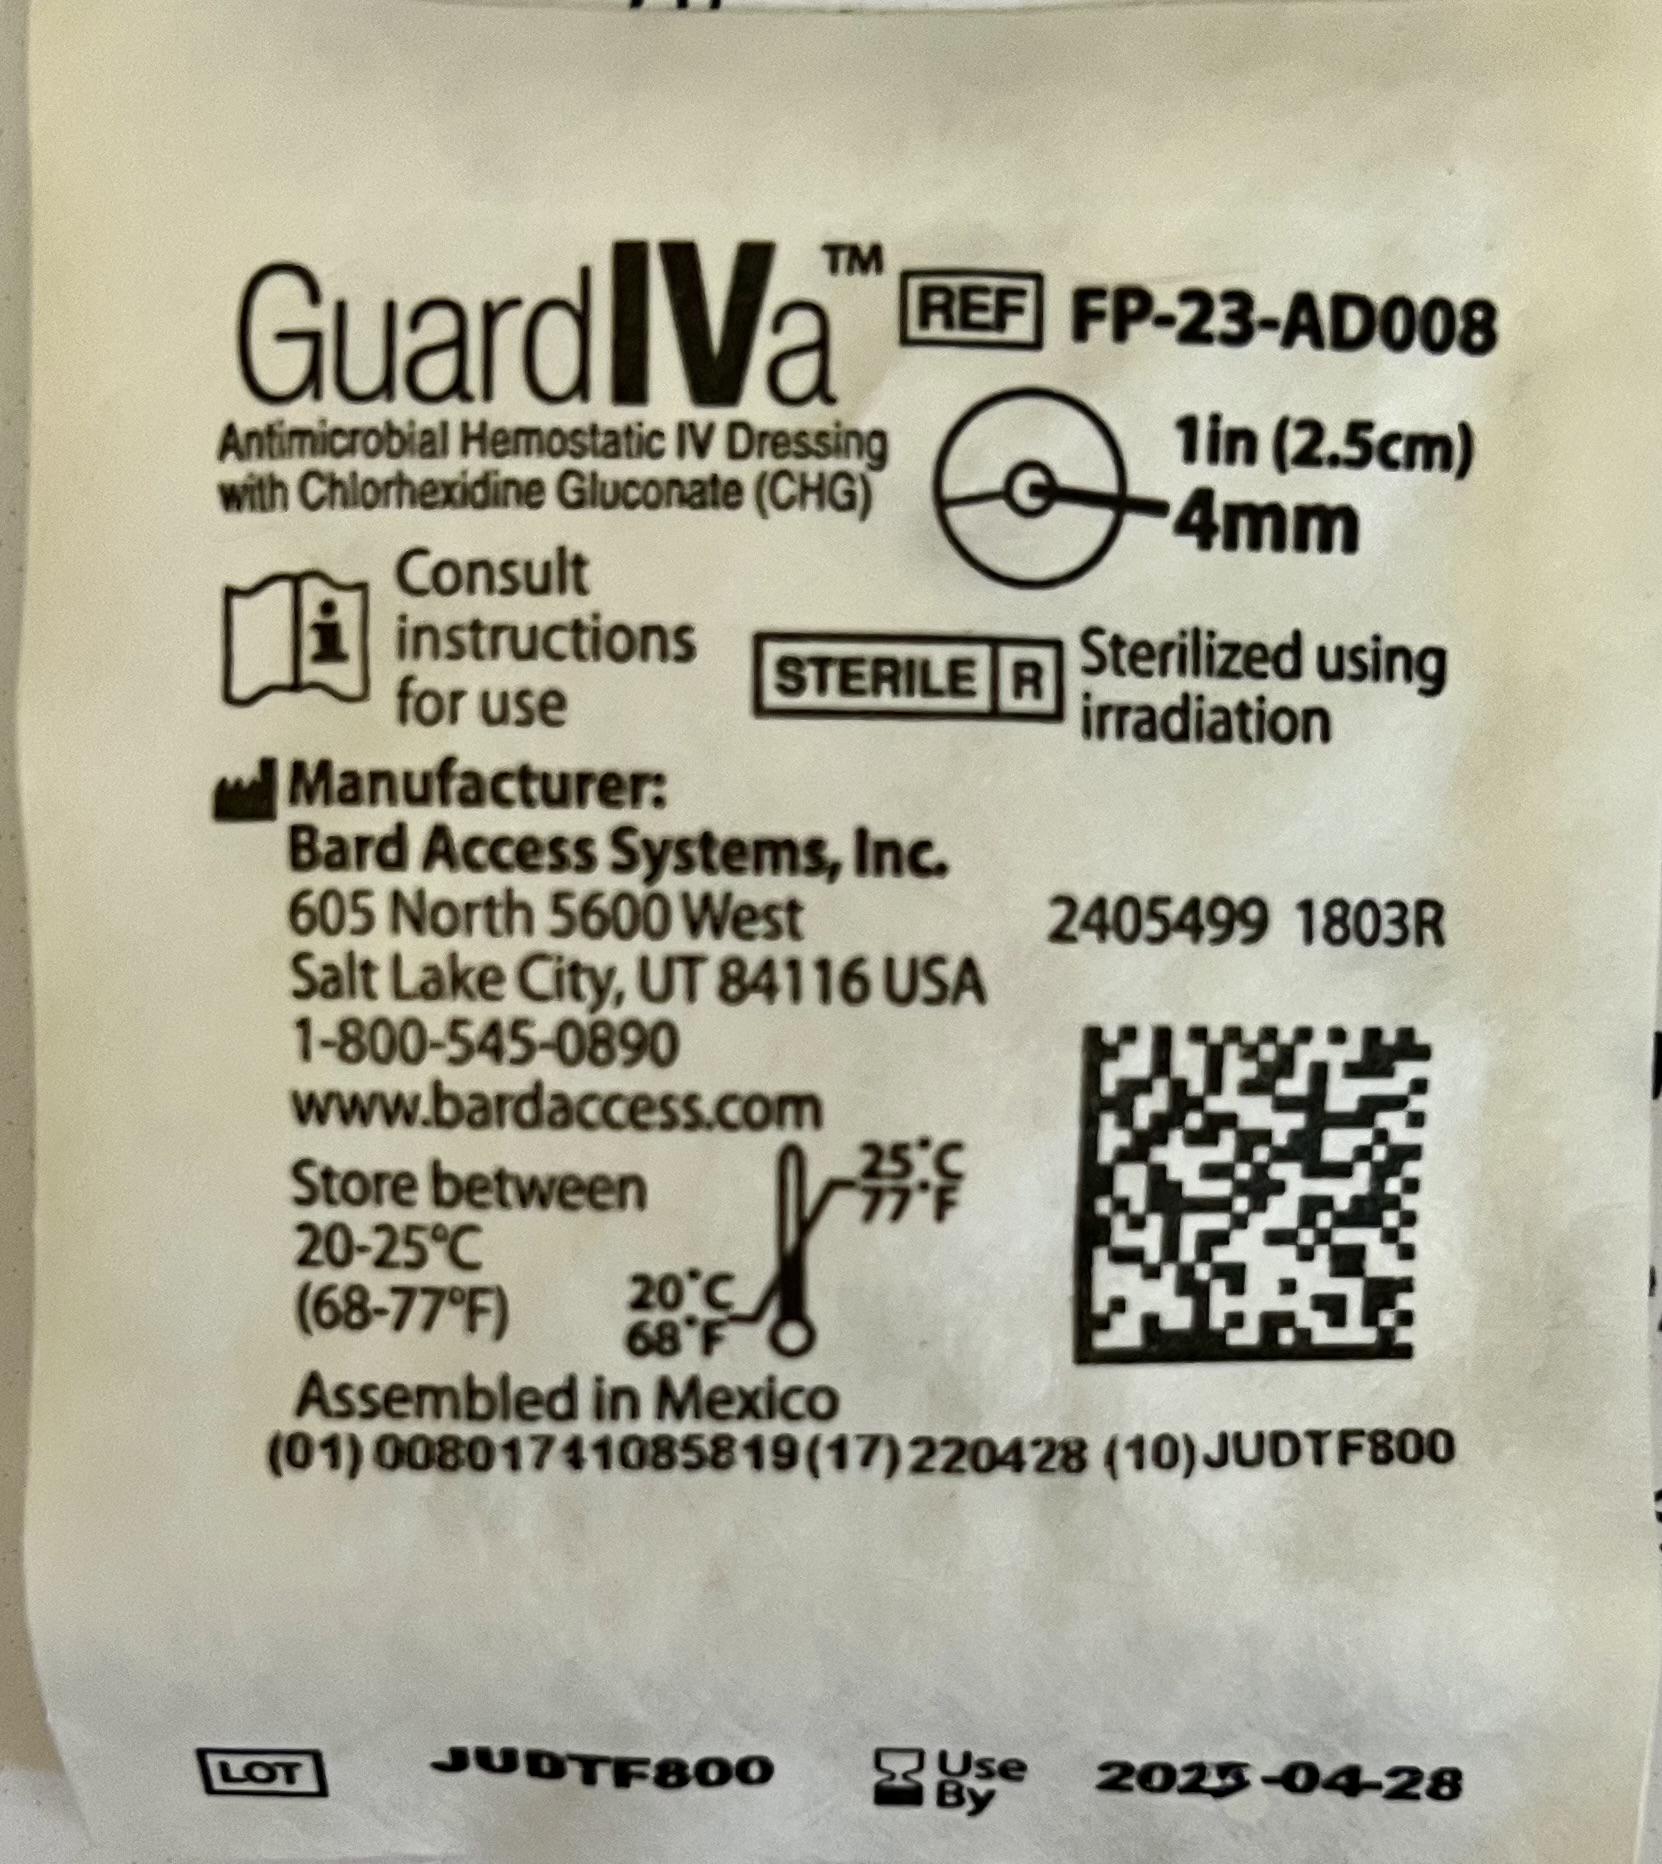 GuardIVa™
REF FP-23-AD008
Antimicrobial Hemostatic IV Dressing
with Chlorhexidine Gluconate (CHG)
1in (2.5cm)
4mm
Consult
instructions
for use
STERILE R
Sterilized using
irradiation
Manufacturer:
Bard Access Systems, Inc.
605 North 5600 West
Salt Lake City, UT 84116 USA
1-800-545-0890
www.bardaccess.com
2405499 1803R
Store between
20-25°C
(68-77°F)
25°C
77°F
20°C
68°F
Assembled in Mexico
(01) 00801741085819 (17) 220428 (10) JUDTF800
LOT JUDTF800
Use
By